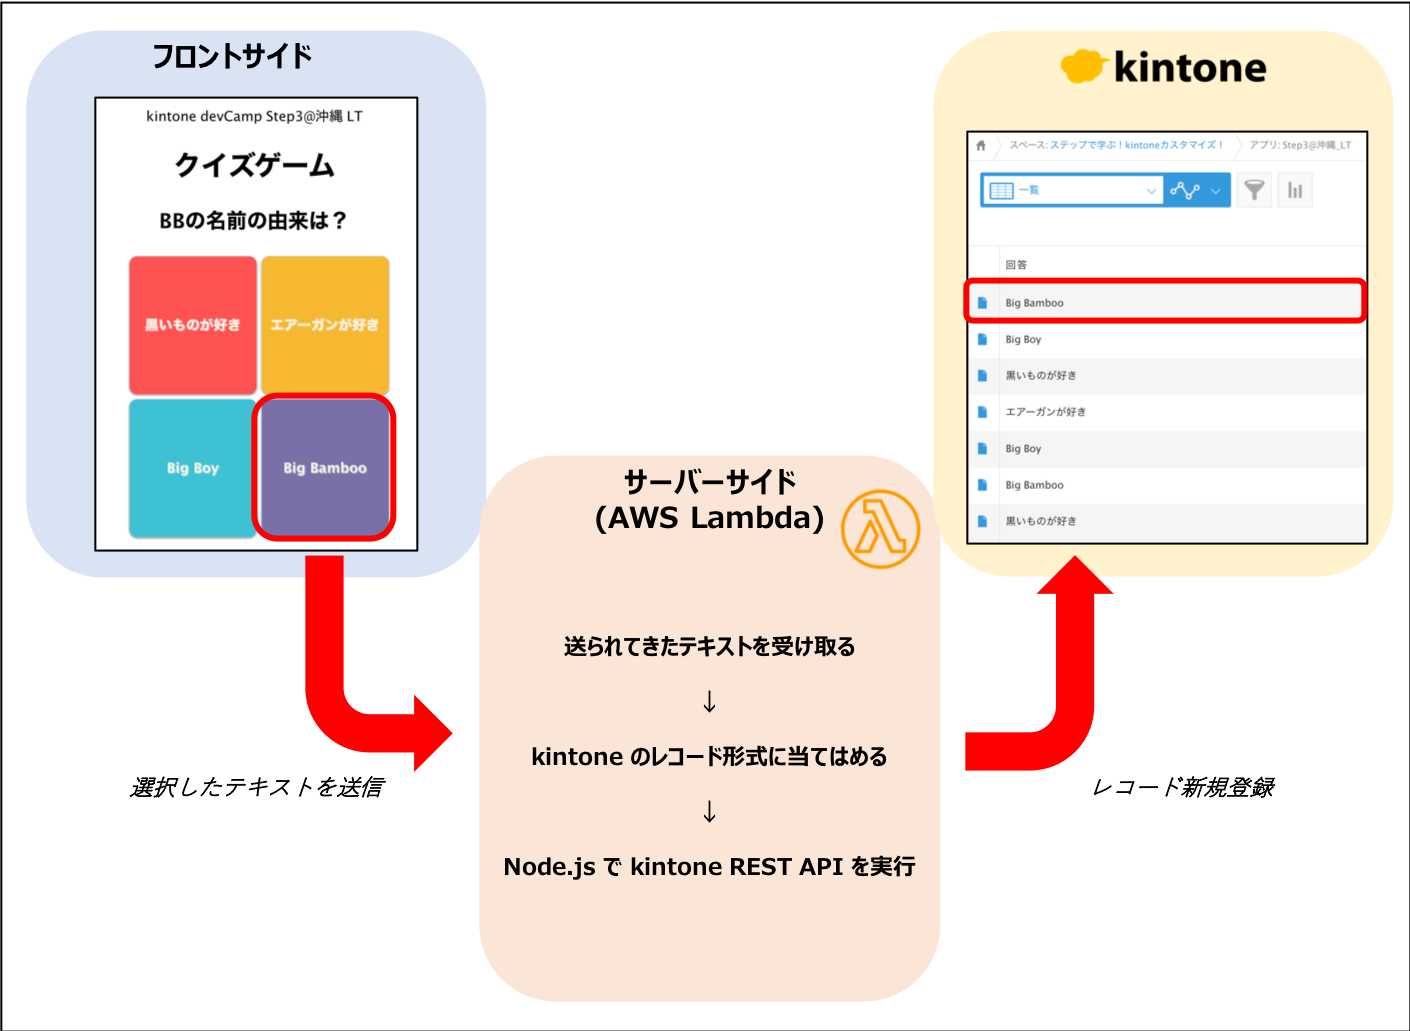 フロントサイド
kintone devCamp Step3@沖縄 LT
クイズゲーム
BBの名前の由来は？
黒いものが好き
エアーガンが好き
Big Boy
Big Bamboo
選択したテキストを送信
サーバーサイド
(AWS Lambda)
送られてきたテキストを受け取る
↓
kintone のレコード形式に当てはめる
↓
Node.js で kintone REST API を実行
kintone
スペース: ステップで学ぶ！kintoneカスタマイズ！ アプリ: Step3@沖縄_LT
一覧
回答
Big Bamboo
Big Boy
黒いものが好き
エアーガンが好き
Big Boy
Big Bamboo
黒いものが好き
レコード新規登録